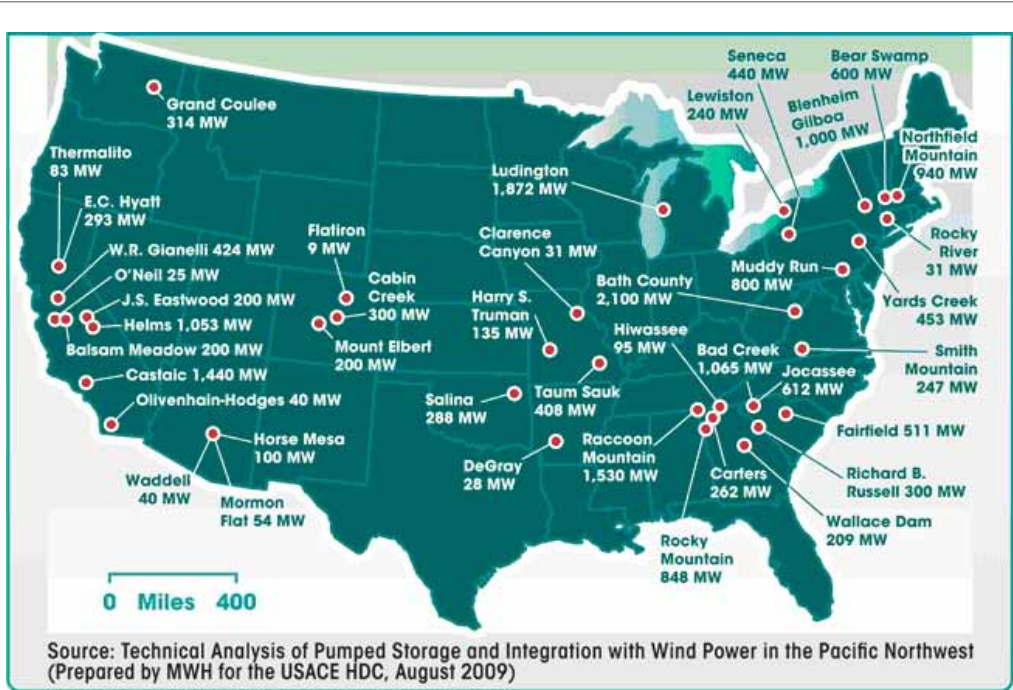 Grand Coulee
314 MW
Thermalito
83 MW
E.C. Hyatt
293 MW
W.R. Gianelli 424 MW
O'Neil 25 MW
J.S. Eastwood 200 MW
Helms 1,053 MW
Balsam Meadow 200 MW
Castaic 1,440 MW
Olivenhain-Hodges 40 MW
Horse Mesa
100 MW
Waddell
40 MW
Mormon
Flat 54 MW
Flatiron
9 MW
Cabin
Creek
300 MW
Mount Elbert
200 MW
Ludington
1,872 MW
Clarence
Canyon 31 MW
Harry S.
Truman
135 MW
Taum Sauk
408 MW
Salina
288 MW
DeGray
28 MW
Seneca
440 MW
Lewiston
240 MW
Bear Swamp
600 MW
Blenheim
Gilboa
1,000 MW
Northfield
Mountain
940 MW
Rocky
River
31 MW
Muddy Run
800 MW
Yards Creek
453 MW
Bath County
2,100 MW
Smith
Mountain
247 MW
Hiwassee
95 MW
Bad Creek
1,065 MW
Jocassee
612 MW
Fairfield 511 MW
Raccoon
Mountain
1,530 MW
Carters
262 MW
Richard B.
Russell 300 MW
Wallace Dam
209 MW
Rocky
Mountain
848 MW
0 Miles 400
Source: Technical Analysis of Pumped Storage and Integration with Wind Power in the Pacific Northwest
(Prepared by MWH for the USACE HDC, August 2009)